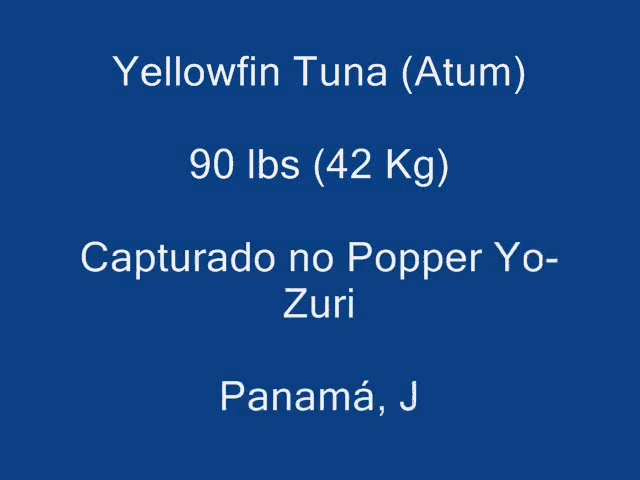 Yellowfin Tuna (Atum)
90 lbs (42 Kg)
Capturado no Popper Yo-
Zuri
Panamá, J